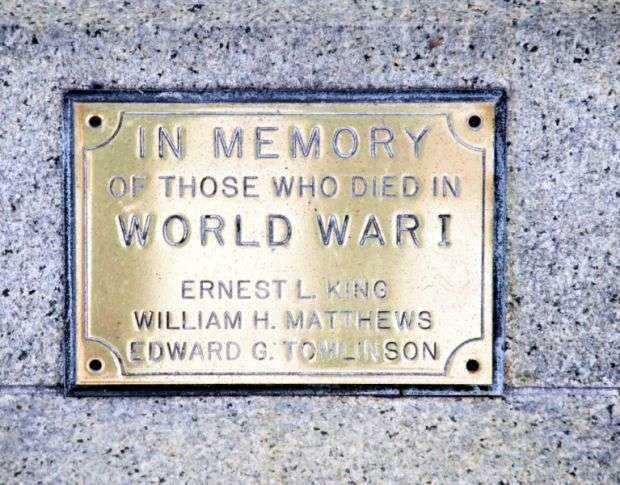 IN MEMORY
OF THOSE WHO DIED IN
WORLD WAR I
ERNEST L. KING
WILLIAM H. MATTHEWS
EDWARD G. TOMLINSON